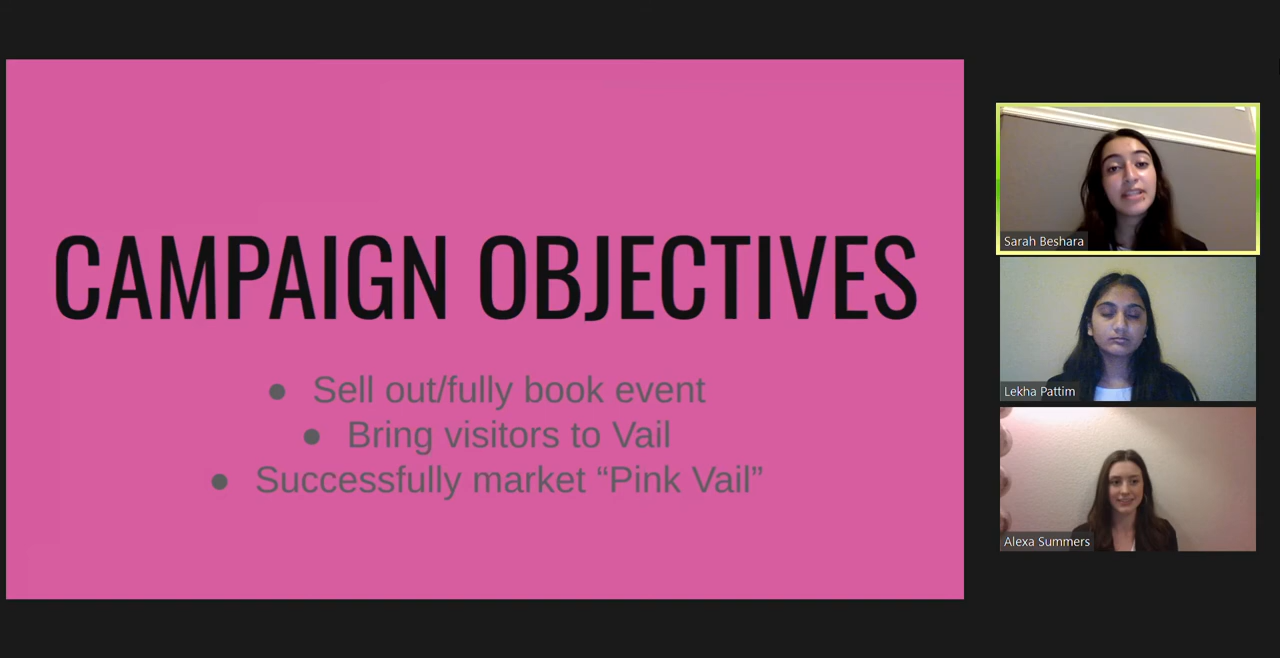 CAMPAIGN OBJECTIVES
● Sell out/fully book event
● Bring visitors to Vail
● Successfully market “Pink Vail”
Sarah Beshara
Lekha Pattim
Alexa Summers